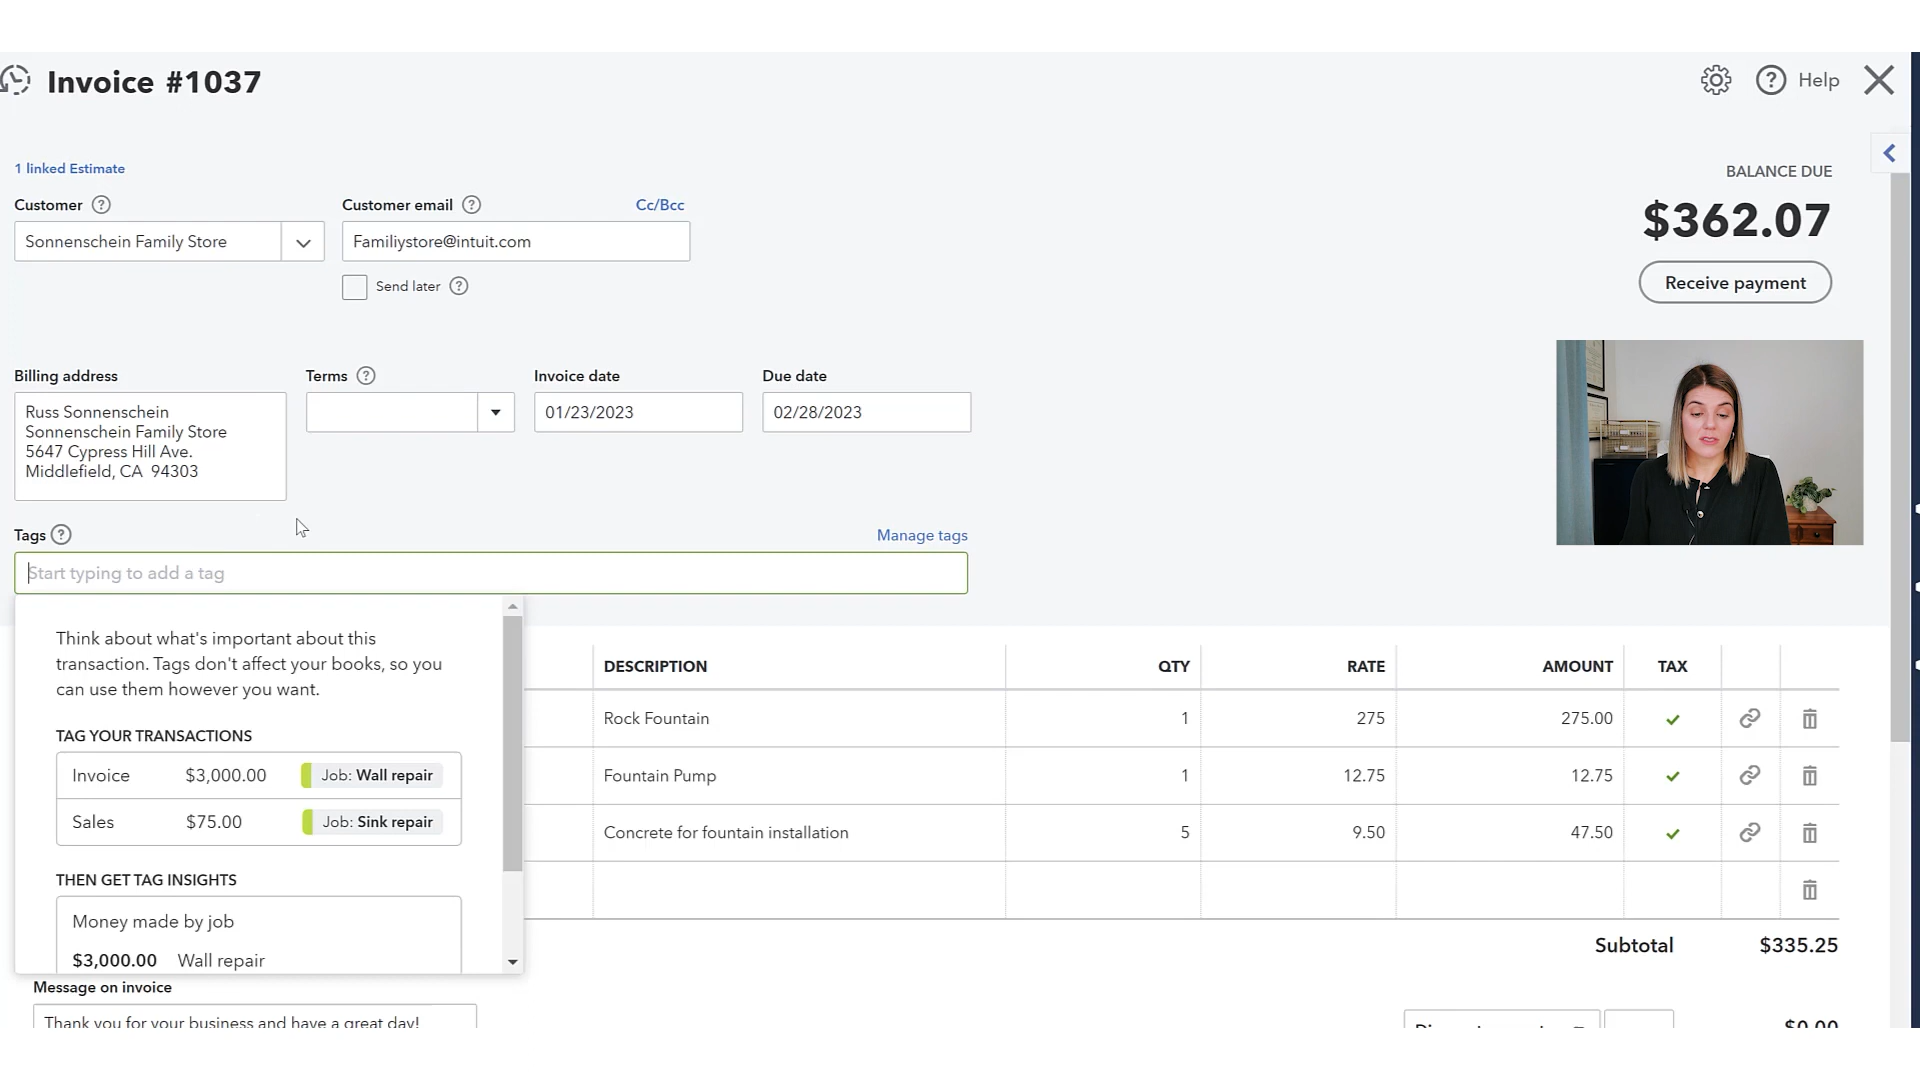 Invoice #1037
Help
1 linked Estimate
BALANCE DUE
$362.07
Receive payment
Customer
Customer email
Cc/Bcc
Sonnenschein Family Store
Familiystore@intuit.com
Send later
Billing address
Terms
Invoice date
Due date
Russ Sonnenschein
Sonnenschein Family Store
5647 Cypress Hill Ave.
Middlefield, CA 94303
01/23/2023
02/28/2023
Tags
Manage tags
Start typing to add a tag
Think about what's important about this
transaction. Tags don't affect your books, so you
can use them however you want.
TAG YOUR TRANSACTIONS
Invoice $3,000.00 Job: Wall repair
Sales $75.00 Job: Sink repair
THEN GET TAG INSIGHTS
Money made by job
$3,000.00 Wall repair
DESCRIPTION QTY RATE AMOUNT TAX
Rock Fountain 1 275 275.00
Fountain Pump 1 12.75 12.75
Concrete for fountain installation 5 9.50 47.50
Subtotal $335.25
Message on invoice
Thank you for your business and have a great day!
$0.00